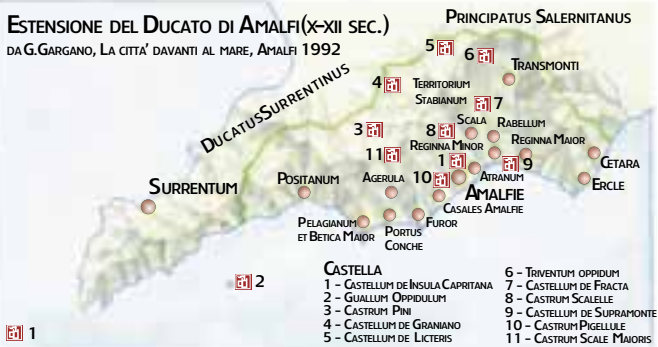 ESTENSIONE DEL DUCATO DI AMALFI (X-XII SEC.)
DA G.GARGANO, LA CITTA' DAVANTI AL MARE, AMALFI 1992
PRINCIPATUS SALERNITANUS
DUCATUS SURRENTINUS
5
6
TRANSMONTI
4
TERRITORIUM
STABIANUM
7
3
8
SCALA
RABELLUM
REGINNA MINOR
REGINNA MAIOR
11
1
9
CETARA
10
ATRANUM
ERCLE
SURRENTUM
POSITANUM
AGERULA
AMALFIE
CASALES AMALFIE
PELAGIANUM
ET BETICA MAIOR
PORTUS
CONCHE
FUROR
2
1
CASTELLA
1 - CASTELLUM DE INSULA CAPRITANA
2 - GUALLUM OPPIDULUM
3 - CASTRUM PINI
4 - CASTELLUM DE GRANIANO
5 - CASTELLUM DE LICTERIS
6 - TRIVENTUM OPPIDUM
7 - CASTELLUM DE FRACTA
8 - CASTRUM SCALELLE
9 - CASTELLUM DE SUPRAMONTE
10 - CASTRUM PIGELLULE
11 - CASTRUM SCALE MAIORIS